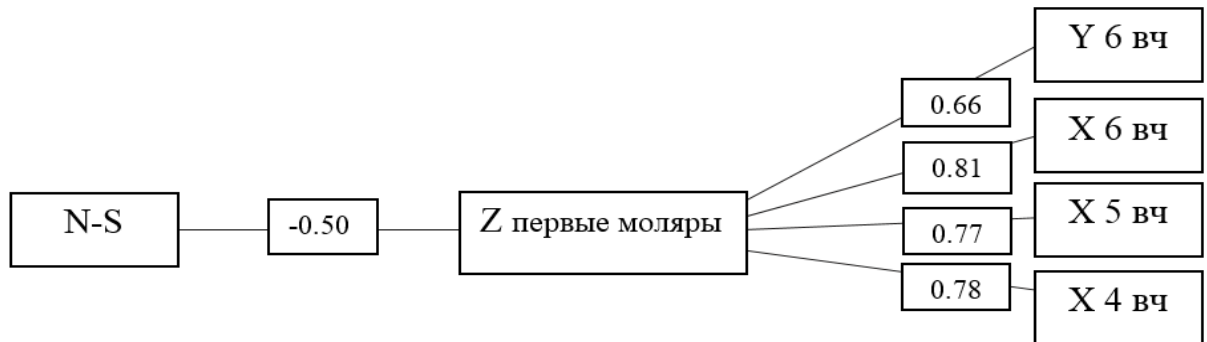 Y 6 вч
0.66
X 6 вч
0.81
N-S
-0.50
Z первые моляры
0.77
X 5 вч
0.78
X 4 вч